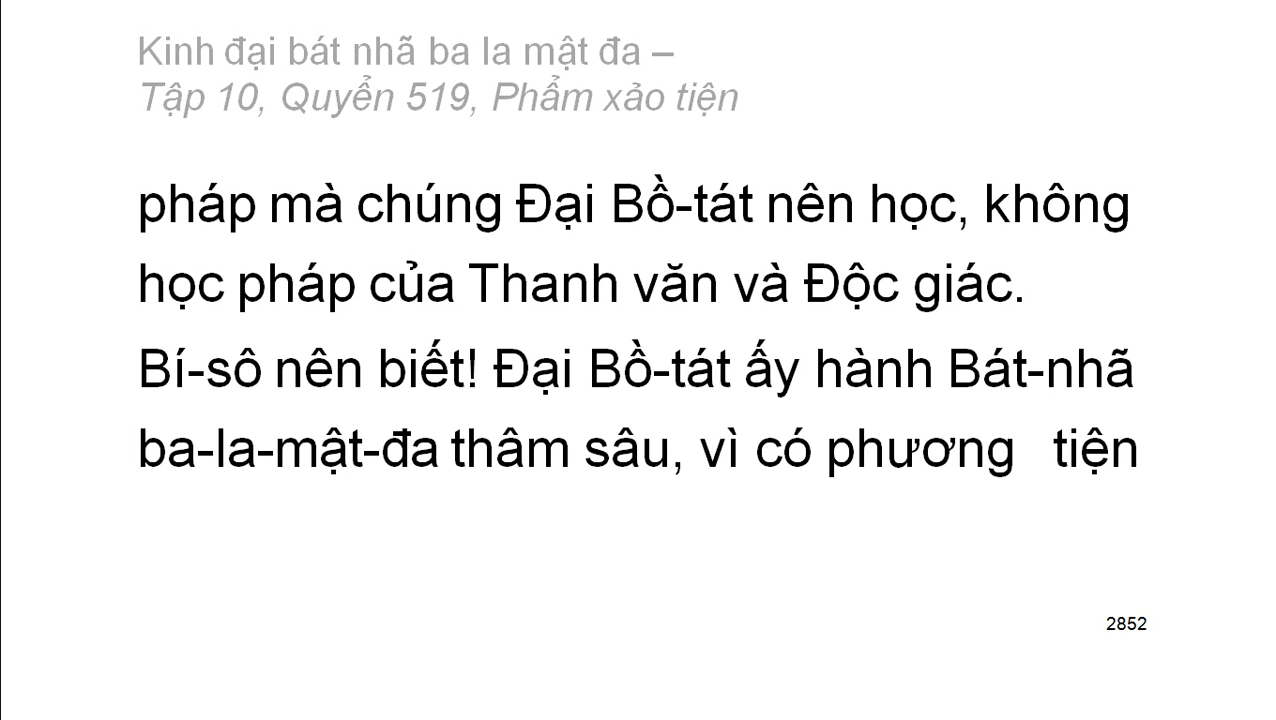 Kinh đại bát nhã ba la mật đa –
Tập 10, Quyển 519, Phẩm xảo tiện
pháp mà chúng Đại Bồ-tát nên học, không
học pháp của Thanh văn và Độc giác.
Bí-sô nên biết! Đại Bồ-tát ấy hành Bát-nhã
ba-la-mật-đa thâm sâu, vì có phương tiện
2852